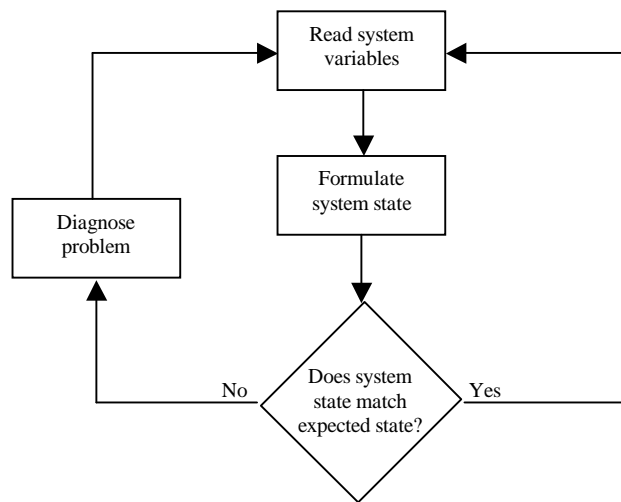 Read system
variables
Formulate
system state
Diagnose
problem
Does system
state match
expected state?
No
Yes